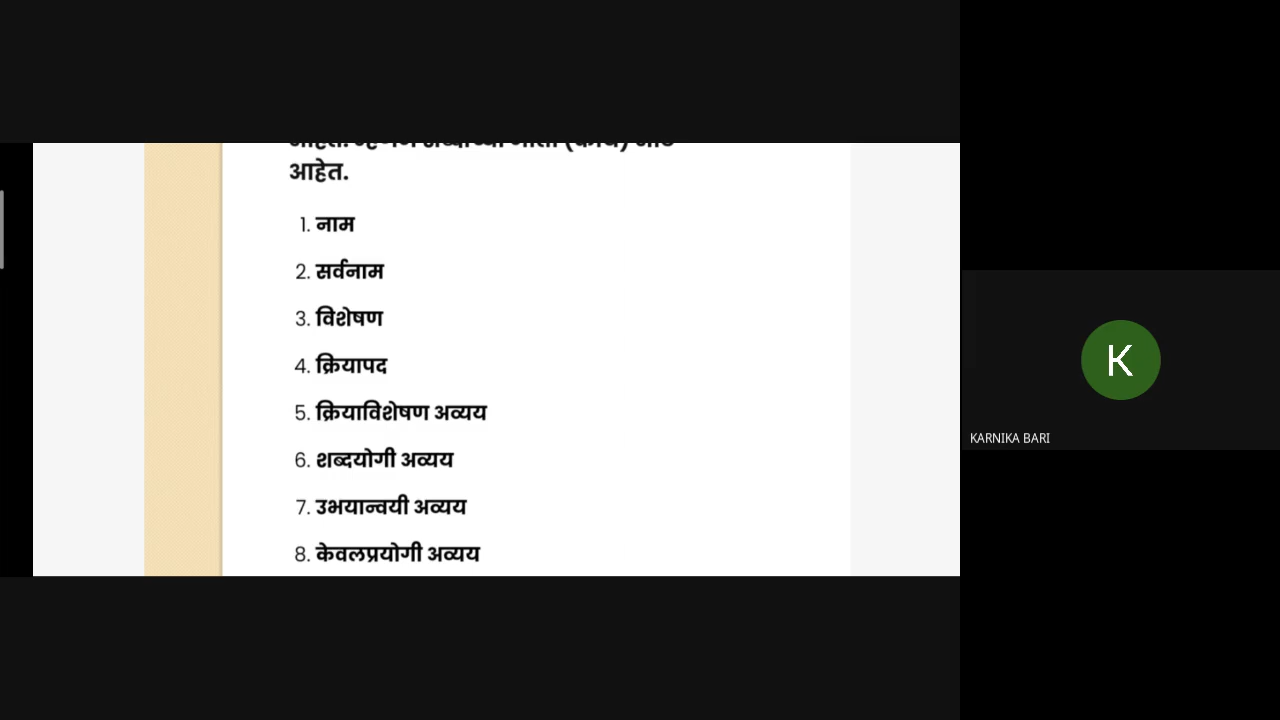 आहेत.
1. नाम
2. सर्वनाम
3. विशेषण
4. क्रियापद
5. क्रियाविशेषण अव्यय
6. शब्दयोगी अव्यय
7. उभयान्वयी अव्यय
8. केवलप्रयोगी अव्यय
K
KARNIKA BARI